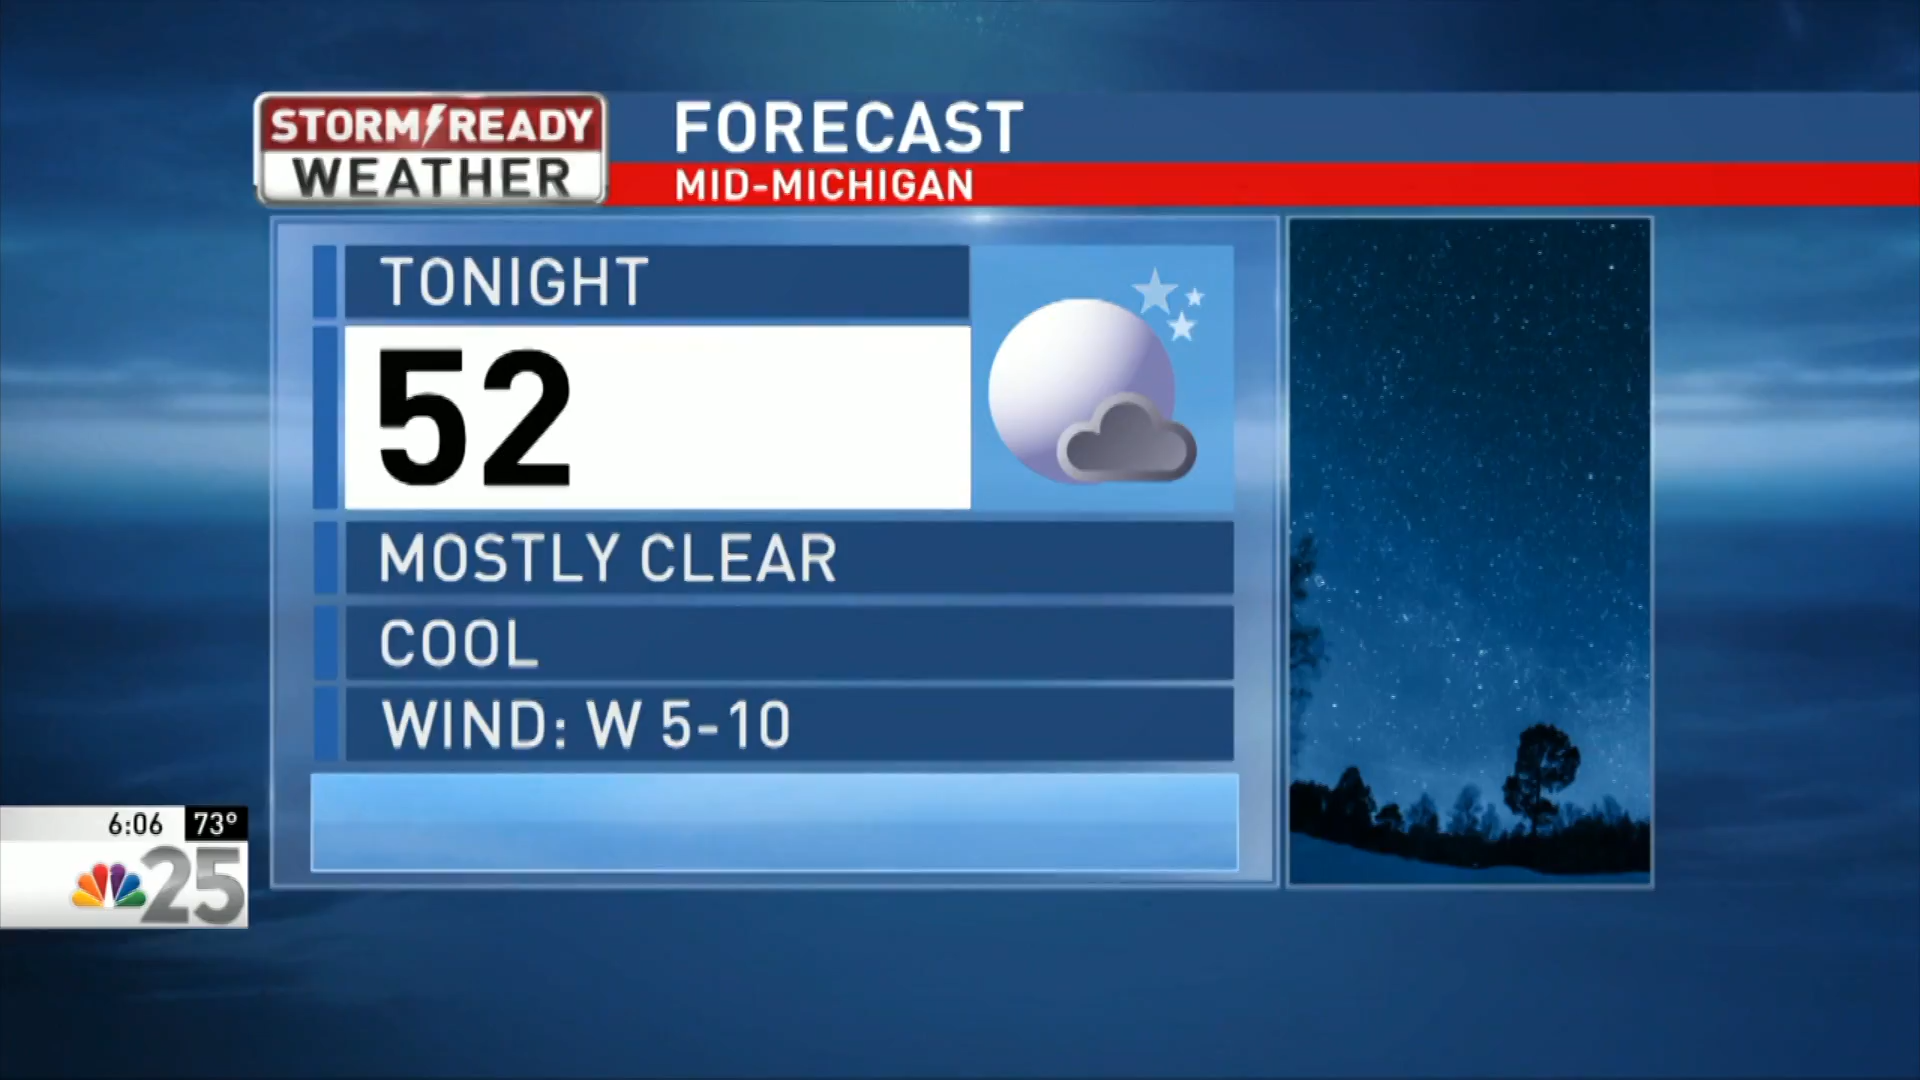 STORM READY
WEATHER
FORECAST
MID-MICHIGAN
TONIGHT
52
MOSTLY CLEAR
COOL
WIND: W 5-10
6:06 73°
25